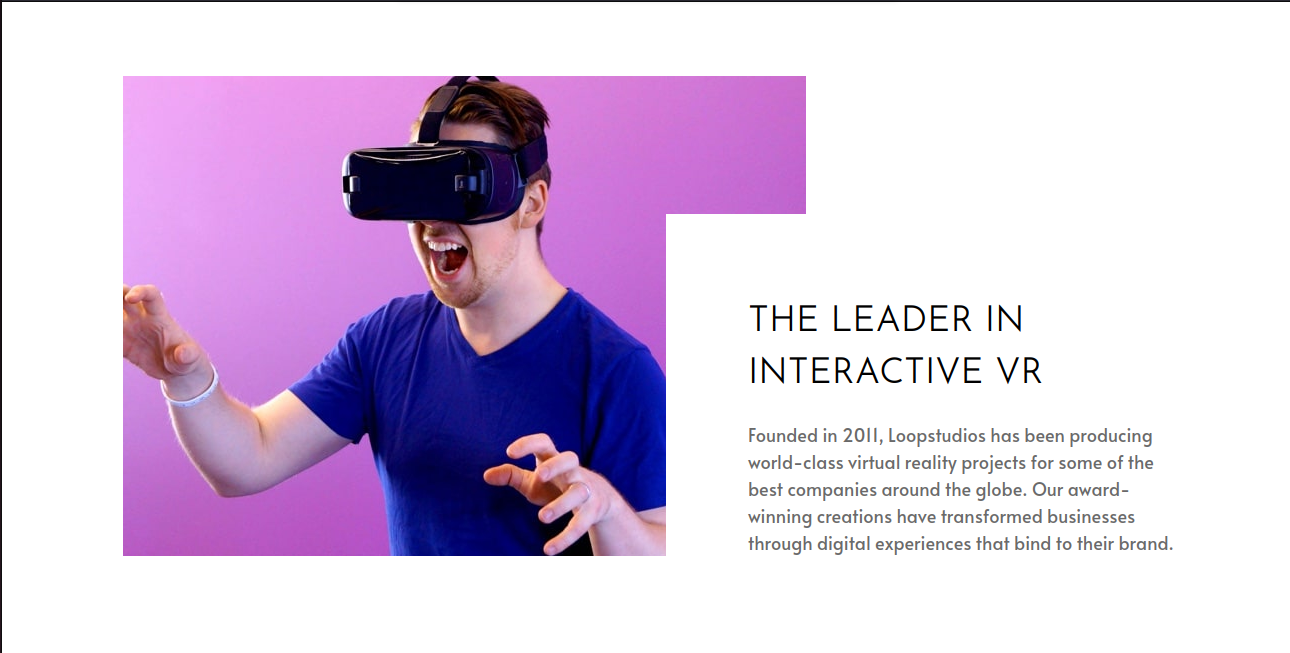 THE LEADER IN
INTERACTIVE VR
Founded in 2011, Loopstudios has been producing
world-class virtual reality projects for some of the
best companies around the globe. Our award-
winning creations have transformed businesses
through digital experiences that bind to their brand.